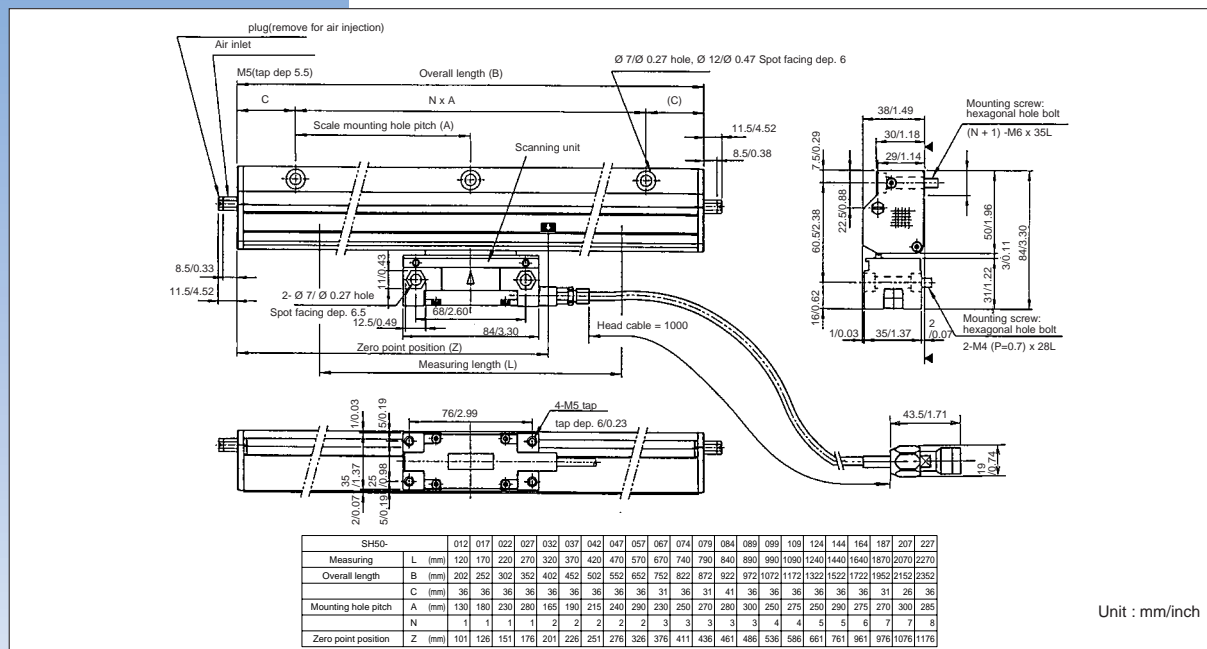 plug(remove for air injection)
Air inlet
M5(tap dep 5.5)
Overall length (B)
Ø 7/Ø 0.27 hole, Ø 12/Ø 0.47 Spot facing dep. 6
C
N x A
(C)
Scale mounting hole pitch (A)
11.5/4.52
8.5/0.38
Scanning unit
38/1.49
30/1.18
29/1.14
Mounting screw:
hexagonal hole bolt
(N + 1) -M6 x 35L
7.5/0.29
60.5/2.38
22.5/0.88
16/0.62
50/1.96
3/0.11
84/3.30
31/1.22
1/0.03
35/1.37
2
/0.07
Mounting screw:
hexagonal hole bolt
2-M4 (P=0.7) x 28L
8.5/0.33
11.5/4.52
11/0.43
2- Ø 7/ Ø 0.27 hole
Spot facing dep. 6.5
68/2.60
12.5/0.49
84/3.30
Head cable = 1000
Zero point position (Z)
Measuring length (L)
1/0.03
5/0.19
76/2.99
4-M5 tap
tap dep. 6/0.23
35
/1.37
25
/0.98
2/0.07
5/0.19
43.5/1.71
19
/0.74
SH50- 012 017 022 027 032 037 042 047 057 067 074 079 084 089 099 109 124 144 164 187 207 227
Measuring L (mm) 120 170 220 270 320 370 420 470 570 670 740 790 840 890 990 1090 1240 1440 1640 1870 2070 2270
Overall length B (mm) 202 252 302 352 402 452 502 552 652 752 822 872 922 972 1072 1172 1322 1522 1722 1952 2152 2352
C (mm) 36 36 36 36 36 36 36 36 36 31 36 31 41 36 36 36 36 36 36 31 26 36
Mounting hole pitch A (mm) 130 180 230 280 165 190 215 240 290 230 250 270 280 300 250 275 250 290 275 270 300 285
N 1 1 1 1 2 2 2 2 2 3 3 3 3 3 4 4 5 5 6 7 7 8
Zero point position Z (mm) 101 126 151 176 201 226 251 276 326 376 411 436 461 486 536 586 661 761 961 976 1076 1176
Unit : mm/inch